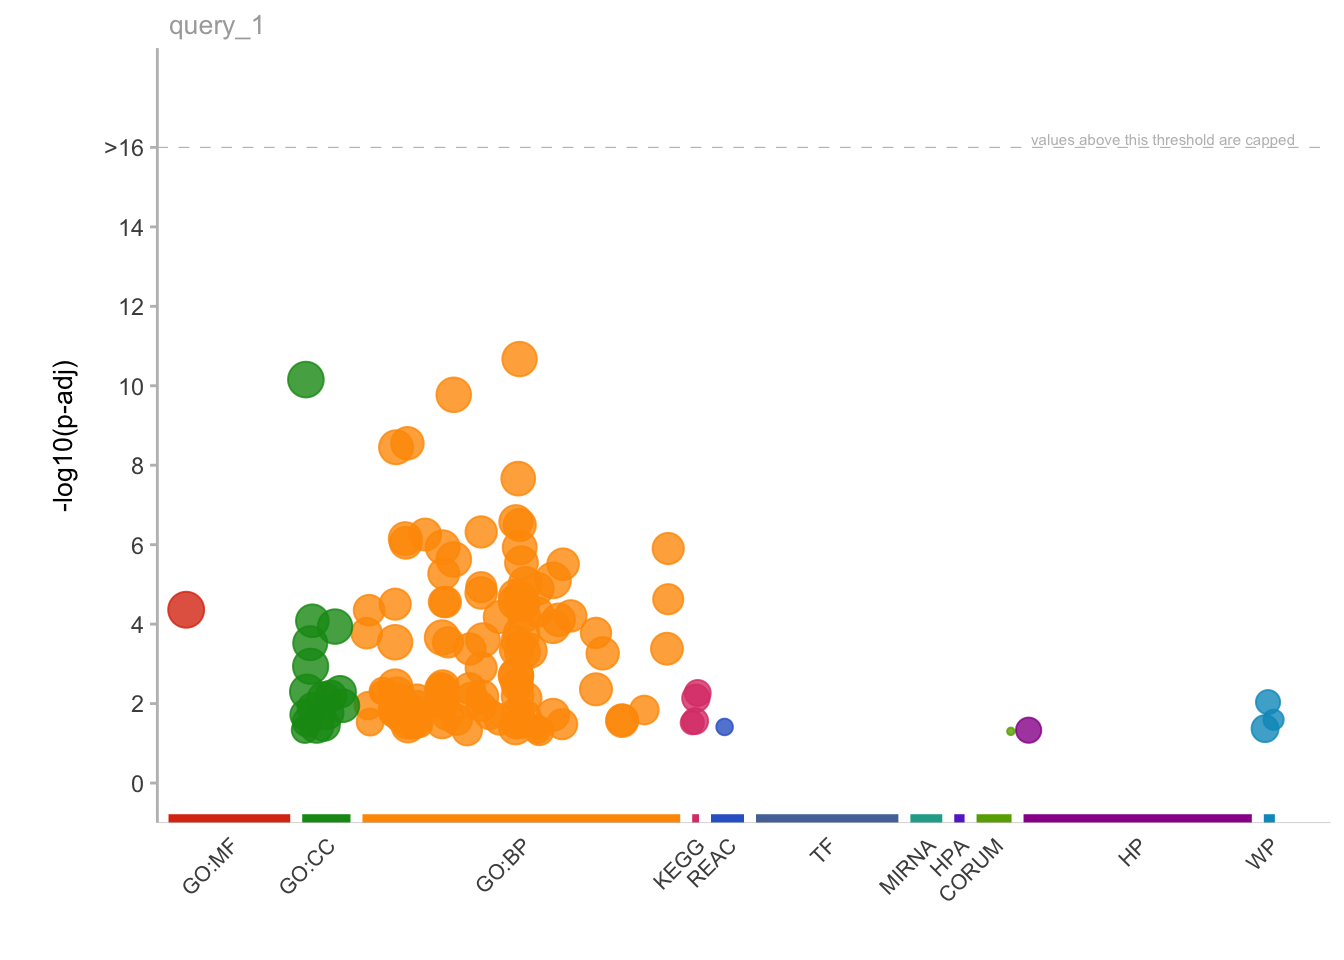 query_1
values above this threshold are capped
>16
14
12
10
8
6
4
2
0
-log10(p-adj)
GO:MF
GO:CC
GO:BP
KEGG
REAC
TF
MIRNA
HPA
CORUM
HP
WP